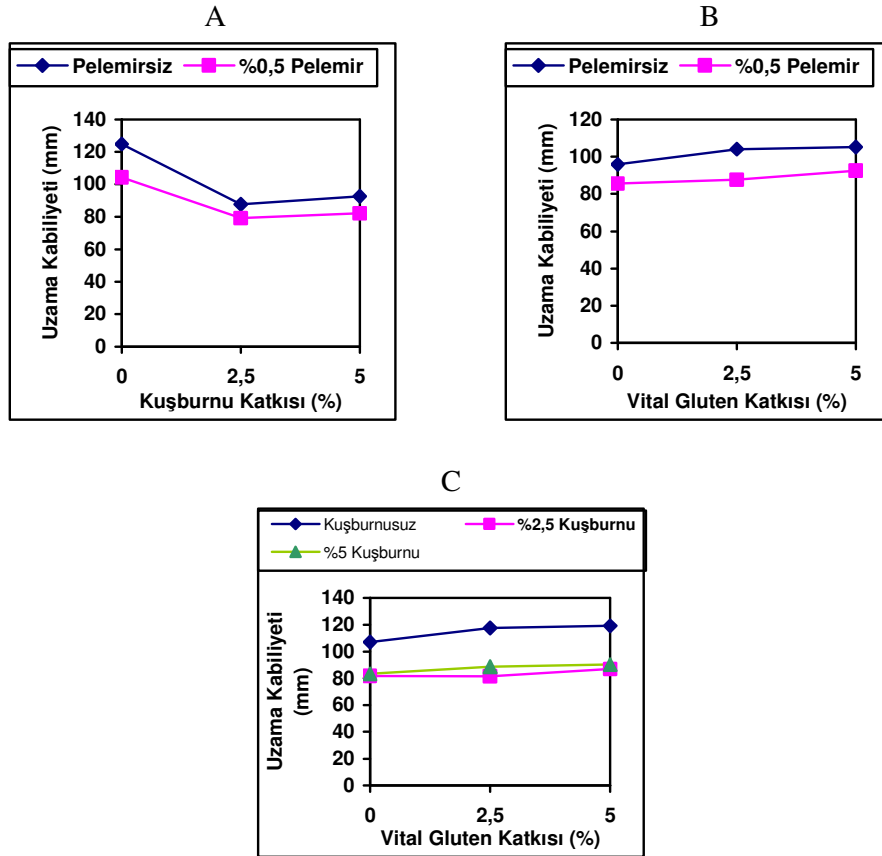 A
Pelemirsiz %0,5 Pelemir
Uzama Kabiliyeti (mm)
140
120
100
80
60
40
20
0
0 2,5 5
Kuşburnu Katkısı (%)
B
Pelemirsiz %0,5 Pelemir
Uzama Kabiliyeti (mm)
120
100
80
60
40
20
0
0 2,5 5
Vital Gluten Katkısı (%)
C
Kuşburnusuz %2,5 Kuşburnu
%5 Kuşburnu
Uzama Kabiliyeti
(mm)
140
120
100
80
60
40
20
0
0 2,5 5
Vital Gluten Katkısı (%)